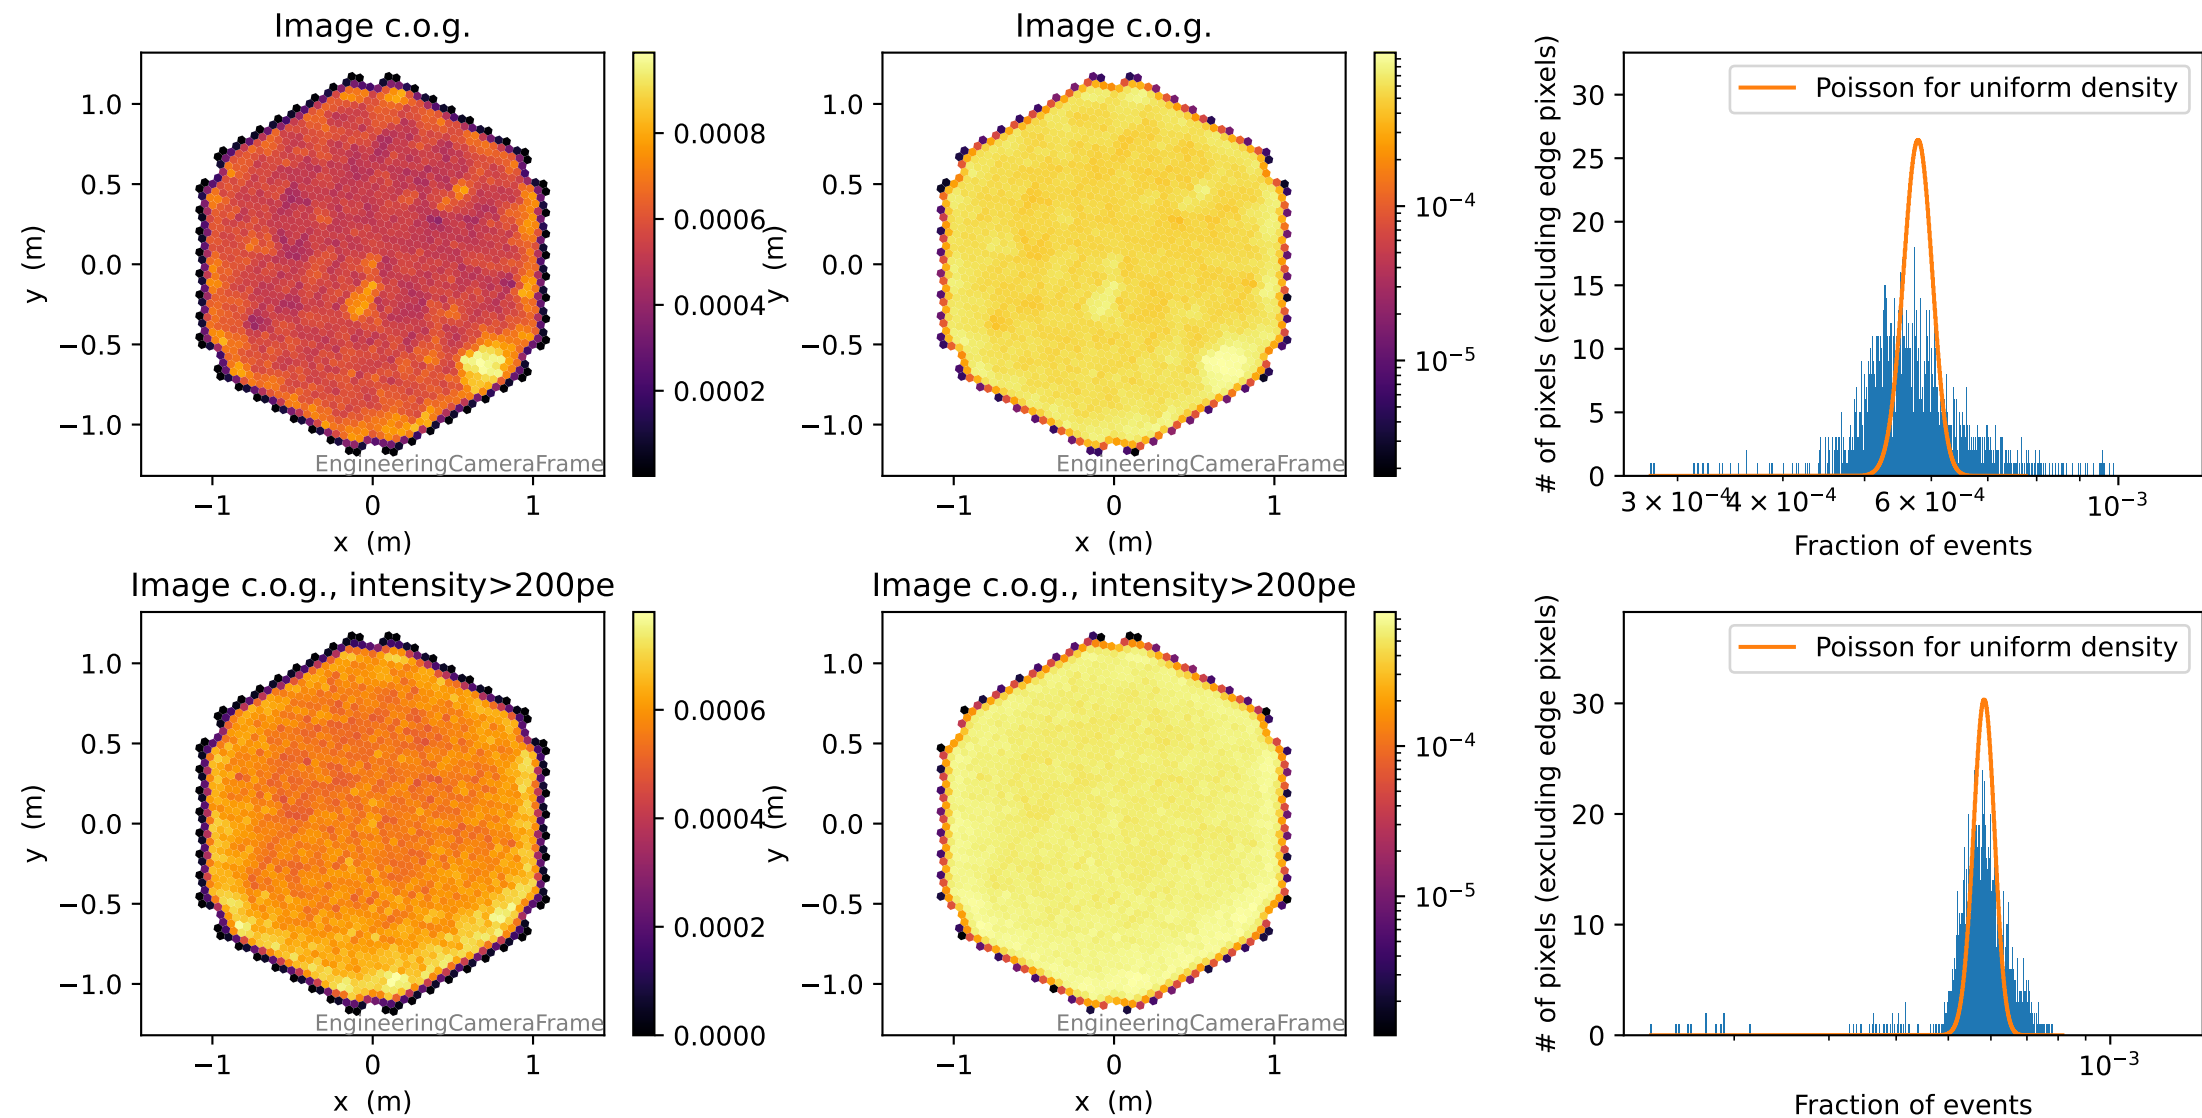 Image c.o.g.
1.0
0.5
0.0
−0.5
−1.0
y (m)
EngineeringCameraFrame
−1
0
1
x (m)
0.0008
0.0006
0.0004
0.0002
Image c.o.g.
1.0
0.5
0.0
−0.5
−1.0
y (m)
EngineeringCameraFrame
−1
0
1
x (m)
10⁻⁴
10⁻⁵
Poisson for uniform density
# of pixels (excluding edge pixels)
30
25
20
15
10
5
0
3 × 10⁻⁴
4 × 10⁻⁴
6 × 10⁻⁴
10⁻³
Fraction of events
Image c.o.g., intensity>200pe
1.0
0.5
0.0
−0.5
−1.0
y (m)
EngineeringCameraFrame
−1
0
1
x (m)
0.0006
0.0004
0.0002
0.0000
Image c.o.g., intensity>200pe
1.0
0.5
0.0
−0.5
−1.0
y (m)
EngineeringCameraFrame
−1
0
1
x (m)
10⁻⁴
10⁻⁵
Poisson for uniform density
# of pixels (excluding edge pixels)
30
20
10
0
10⁻³
Fraction of events